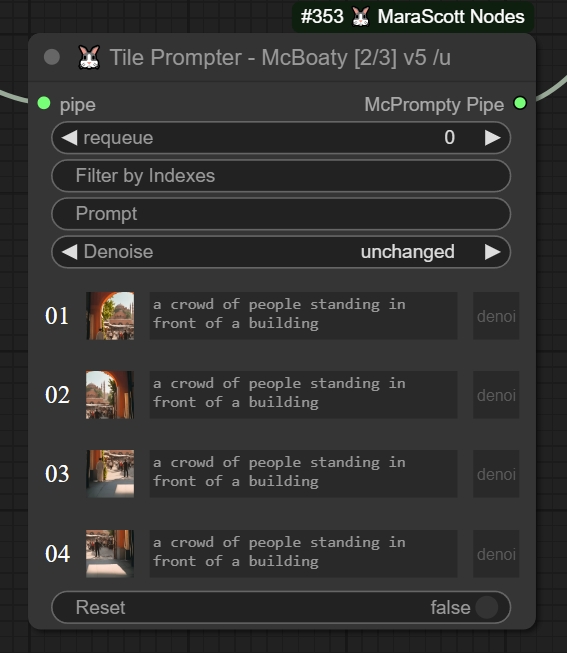 #353 🐰 MaraScott Nodes
🐰 Tile Prompter - McBoaty [2/3] v5 /u
pipe McPrompty Pipe
◀ requeue 0 ▶
Filter by Indexes
Prompt
◀ Denoise unchanged ▶
01 a crowd of people standing in
front of a building denoi
02 a crowd of people standing in
front of a building denoi
03 a crowd of people standing in
front of a building denoi
04 a crowd of people standing in
front of a building denoi
Reset false